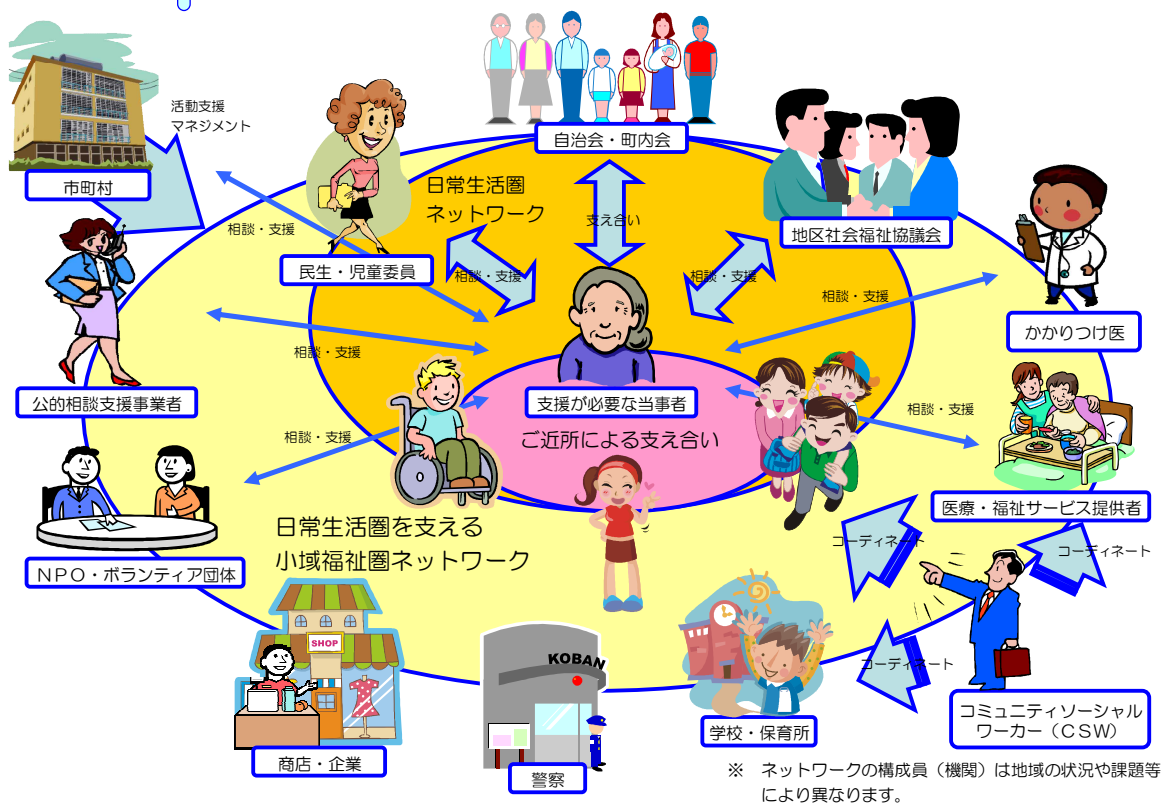 活動支援
マネジメント
市町村
自治会・町内会
日常生活圏
ネットワーク
支え合い
地区社会福祉協議会
相談・支援
民生・児童委員
相談・支援
相談・支援
相談・支援
かかりつけ医
相談・支援
公的相談支援事業者
支援が必要な当事者
相談・支援
相談・支援
ご近所による支え合い
医療・福祉サービス提供者
日常生活圏を支える
小域福祉圏ネットワーク
コーディネート
コーディネート
NPO・ボランティア団体
SHOP
KOBAN
コーディネート
学校・保育所
コミュニティソーシャル
ワーカー(CSW)
商店・企業
警察
※ ネットワークの構成員(機関)は地域の状況や課題等
により異なります。